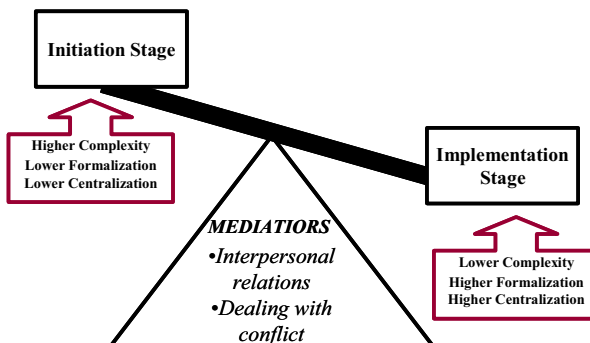 Initiation Stage
Higher Complexity
Lower Formalization
Lower Centralization
Implementation
Stage
MEDIATIORS
•Interpersonal
relations
•Dealing with
conflict
Lower Complexity
Higher Formalization
Higher Centralization